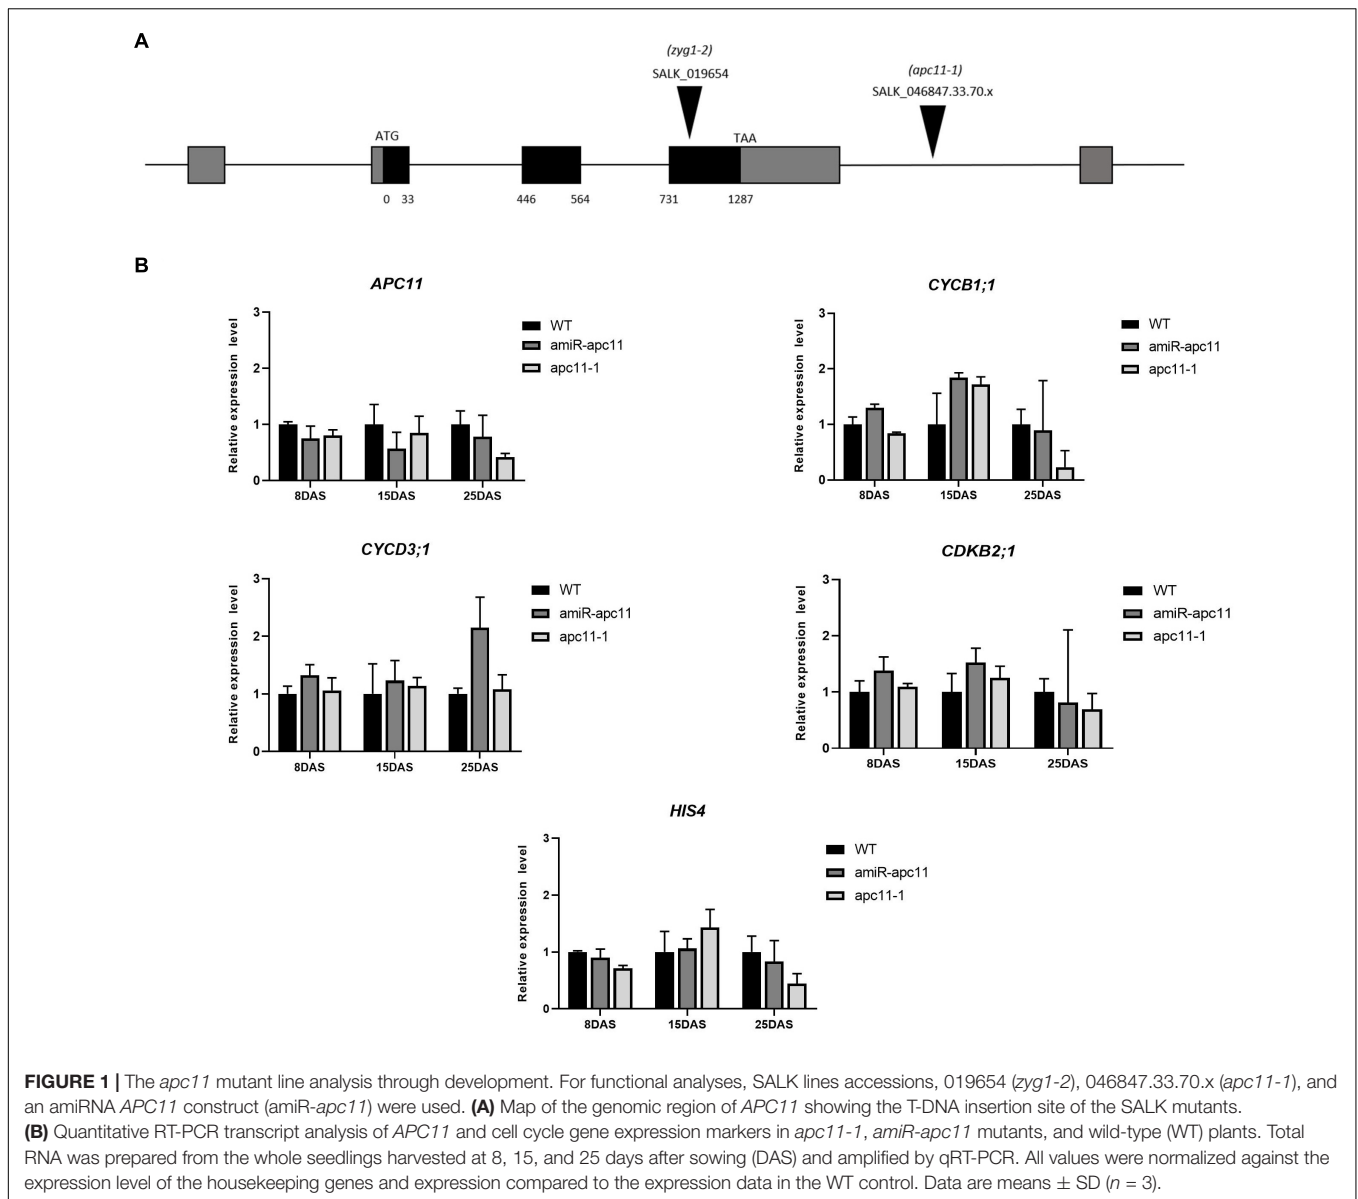 A
(zyg1-2)
SALK_019654
(apc11-1)
SALK_046847.33.70.x
ATG
TAA
0 33
446 564
731 1287
B
APC11
Relative expression level
3
2
1
0
8DAS 15DAS 25DAS
WT
amiR-apc11
apc11-1
CYCB1;1
Relative expression level
3
2
1
0
8DAS 15DAS 25DAS
WT
amiR-apc11
apc11-1
CYCD3;1
Relative expression level
3
2
1
0
8DAS 15DAS 25DAS
WT
amiR-apc11
apc11-1
CDKB2;1
Relative expression level
3
2
1
0
8DAS 15DAS 25DAS
WT
amiR-apc11
apc11-1
HIS4
Relative expression level
3
2
1
0
8DAS 15DAS 25DAS
WT
amiR-apc11
apc11-1
FIGURE 1 | The apc11 mutant line analysis through development. For functional analyses, SALK lines accessions, 019654 (zyg1-2), 046847.33.70.x (apc11-1), and
an amiRNA APC11 construct (amiR-apc11) were used. (A) Map of the genomic region of APC11 showing the T-DNA insertion site of the SALK mutants.
(B) Quantitative RT-PCR transcript analysis of APC11 and cell cycle gene expression markers in apc11-1, amiR-apc11 mutants, and wild-type (WT) plants. Total
RNA was prepared from the whole seedlings harvested at 8, 15, and 25 days after sowing (DAS) and amplified by qRT-PCR. All values were normalized against the
expression level of the housekeeping genes and expression compared to the expression data in the WT control. Data are means ± SD (n = 3).